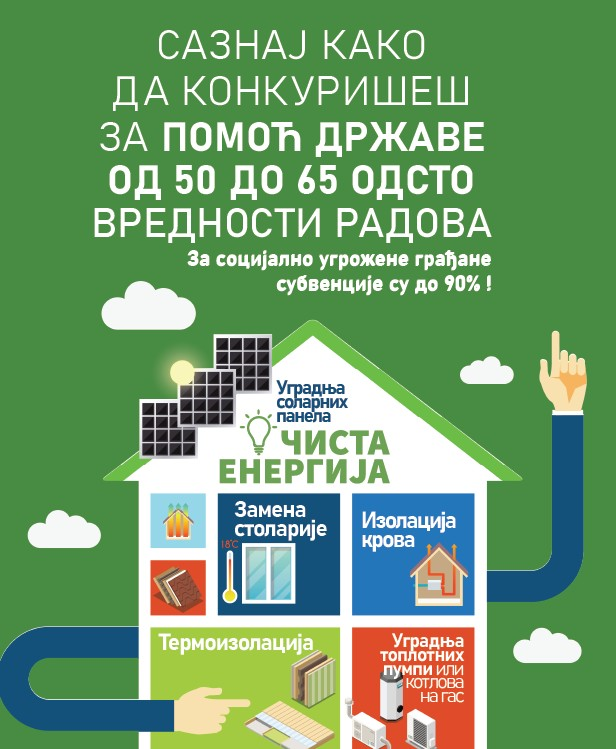 САЗНАЈ КАКО
ДА КОНКУРИШЕШ
ЗА ПОМОЋ ДРЖАВЕ
ОД 50 ДО 65 ОДСТО
ВРЕДНОСТИ РАДОВА
За социјално угрожене грађане
субвенције су до 90% !
Уградња
соларних
панела
ЧИСТА
ЕНЕРГИЈА
Замена
столарије
18°C
Изолација
крова
Термоизолација
Уградња
топлотних
пумпи или
котлова
на гас